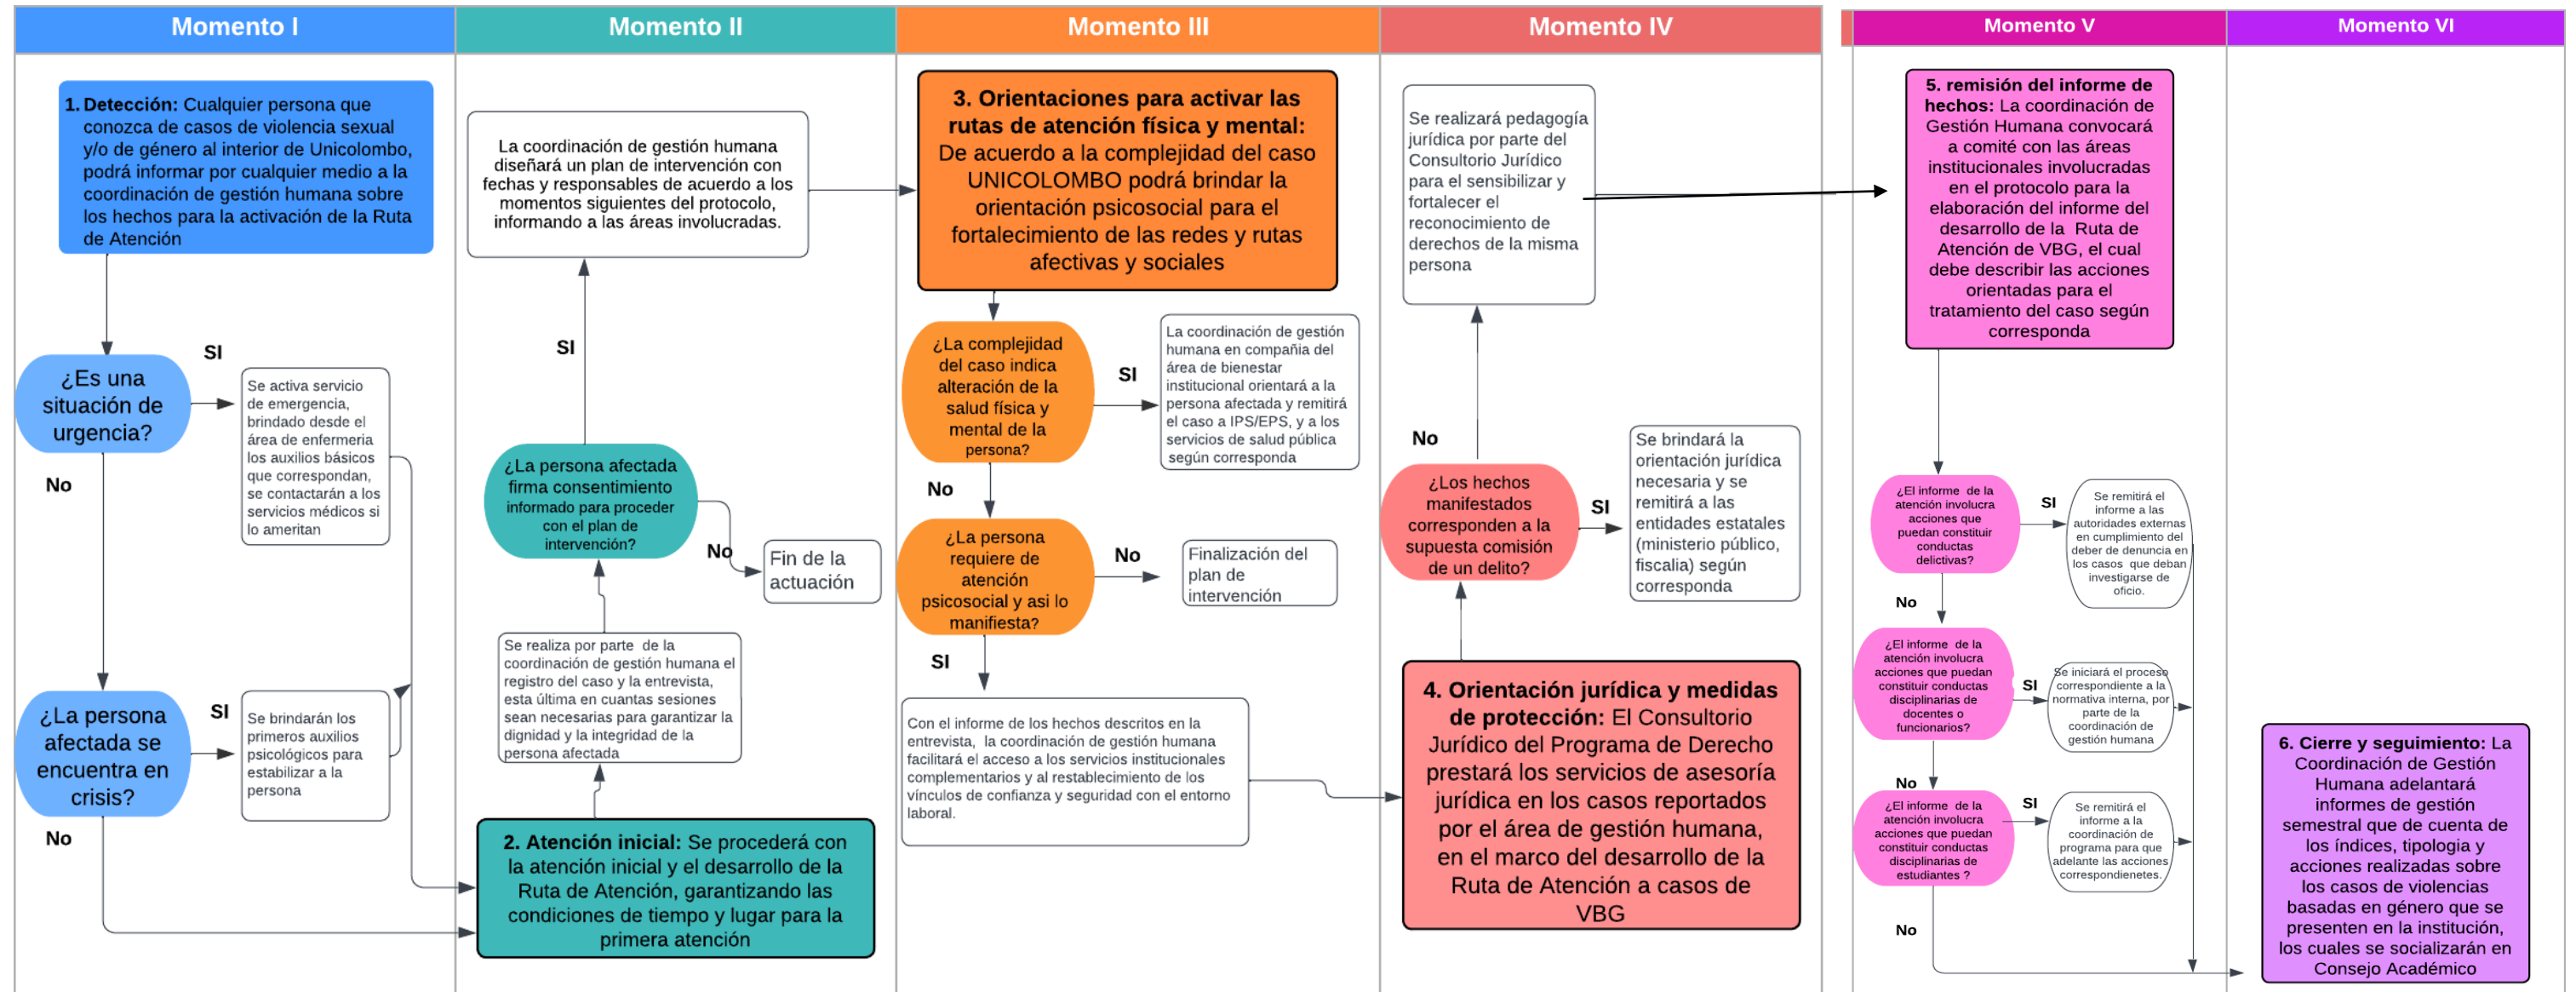 Momento I
Momento II
Momento III
Momento IV
Momento V
Momento VI
1. Detección: Cualquier persona que
conozca de casos de violencia sexual
y/o de género al interior de Unicolombo,
podrá informar por cualquier medio a la
coordinación de gestión humana sobre
los hechos para la activación de la Ruta
de Atención
¿Es una
situación de
urgencia?
SI
Se activa servicio
de emergencia,
brindado desde el
área de enfermeria
los auxilios básicos
que correspondan,
se contactarán a los
servicios médicos si
lo ameritan
No
¿La persona
afectada se
encuentra en
crisis?
SI
Se brindarán los
primeros auxilios
psicológicos para
estabilizar a la
persona
No
La coordinación de gestión humana
diseñará un plan de intervención con
fechas y responsables de acuerdo a los
momentos siguientes del protocolo,
informando a las áreas involucradas.
SI
¿La persona afectada
firma consentimiento
informado para proceder
con el plan de
intervención?
No
Fin de la
actuación
Se realiza por parte  de la
coordinación de gestión humana el
registro del caso y la entrevista,
esta última en cuantas sesiones
sean necesarias para garantizar la
dignidad y la integridad de la
persona afectada
2. Atención inicial: Se procederá con
la atención inicial y el desarrollo de la
Ruta de Atención, garantizando las
condiciones de tiempo y lugar para la
primera atención
3. Orientaciones para activar las
rutas de atención física y mental:
De acuerdo a la complejidad del caso
UNICOLOMBO podrá brindar la
orientación psicosocial para el
fortalecimiento de las redes y rutas
afectivas y sociales
¿La complejidad
del caso indica
alteración de la
salud física y
mental de la
persona?
SI
La coordinación de gestión
humana en compañia del
área de bienestar
institucional orientará a la
persona afectada y remitirá
el caso a IPS/EPS, y a los
servicios de salud pública
según corresponda
No
¿La persona
requiere de
atención
psicosocial y asi lo
manifiesta?
No
Finalización del
plan de
intervención
SI
Con el informe de los hechos descritos en la
entrevista,  la coordinación de gestión humana
facilitará el acceso a los servicios institucionales
complementarios y al restablecimiento de los
vínculos de confianza y seguridad con el entorno
laboral.
Se realizará pedagogía
jurídica por parte del
Consultorio Jurídico
para el sensibilizar y
fortalecer el
reconocimiento de
derechos de la misma
persona
No
¿Los hechos
manifestados
corresponden a la
supuesta comisión
de un delito?
SI
Se brindará la
orientación jurídica
necesaria y se
remitirá a las
entidades estatales
(ministerio público,
fiscalia) según
corresponda
4. Orientación jurídica y medidas
de protección: El Consultorio
Jurídico del Programa de Derecho
prestará los servicios de asesoría
jurídica en los casos reportados
por el área de gestión humana,
en el marco del desarrollo de la
Ruta de Atención a casos de
VBG
5. remisión del informe de
hechos: La coordinación de
Gestión Humana convocará
a comité con las áreas
institucionales involucradas
en el protocolo para la
elaboración del informe del
desarrollo de la  Ruta de
Atención de VBG, el cual
debe describir las acciones
orientadas para el
tratamiento del caso según
corresponda
¿El informe  de la
atención involucra
acciones que
puedan constituir
conductas
delictivas?
SI
Se remitirá el
informe a las
autoridades externas
en cumplimiento del
deber de denuncia en
los casos  que deban
investigarse de
oficio.
No
¿El informe  de la
atención involucra
acciones que puedan
constituir conductas
disciplinarias de
docentes o
funcionarios?
SI
Se iniciará el proceso
correspondiente a la
normativa interna, por
parte de la
coordinación de
gestión humana
No
¿El informe  de la
atención involucra
acciones que puedan
constituir conductas
disciplinarias de
estudiantes ?
SI
Se remitirá el
informe a la
coordinación de
programa para que
adelante las acciones
correspondienetes.
No
6. Cierre y seguimiento: La
Coordinación de Gestión
Humana adelantará
informes de gestión
semestral que de cuenta de
los índices, tipologia y
acciones realizadas sobre
los casos de violencias
basadas en género que se
presenten en la institución,
los cuales se socializarán en
Consejo Académico